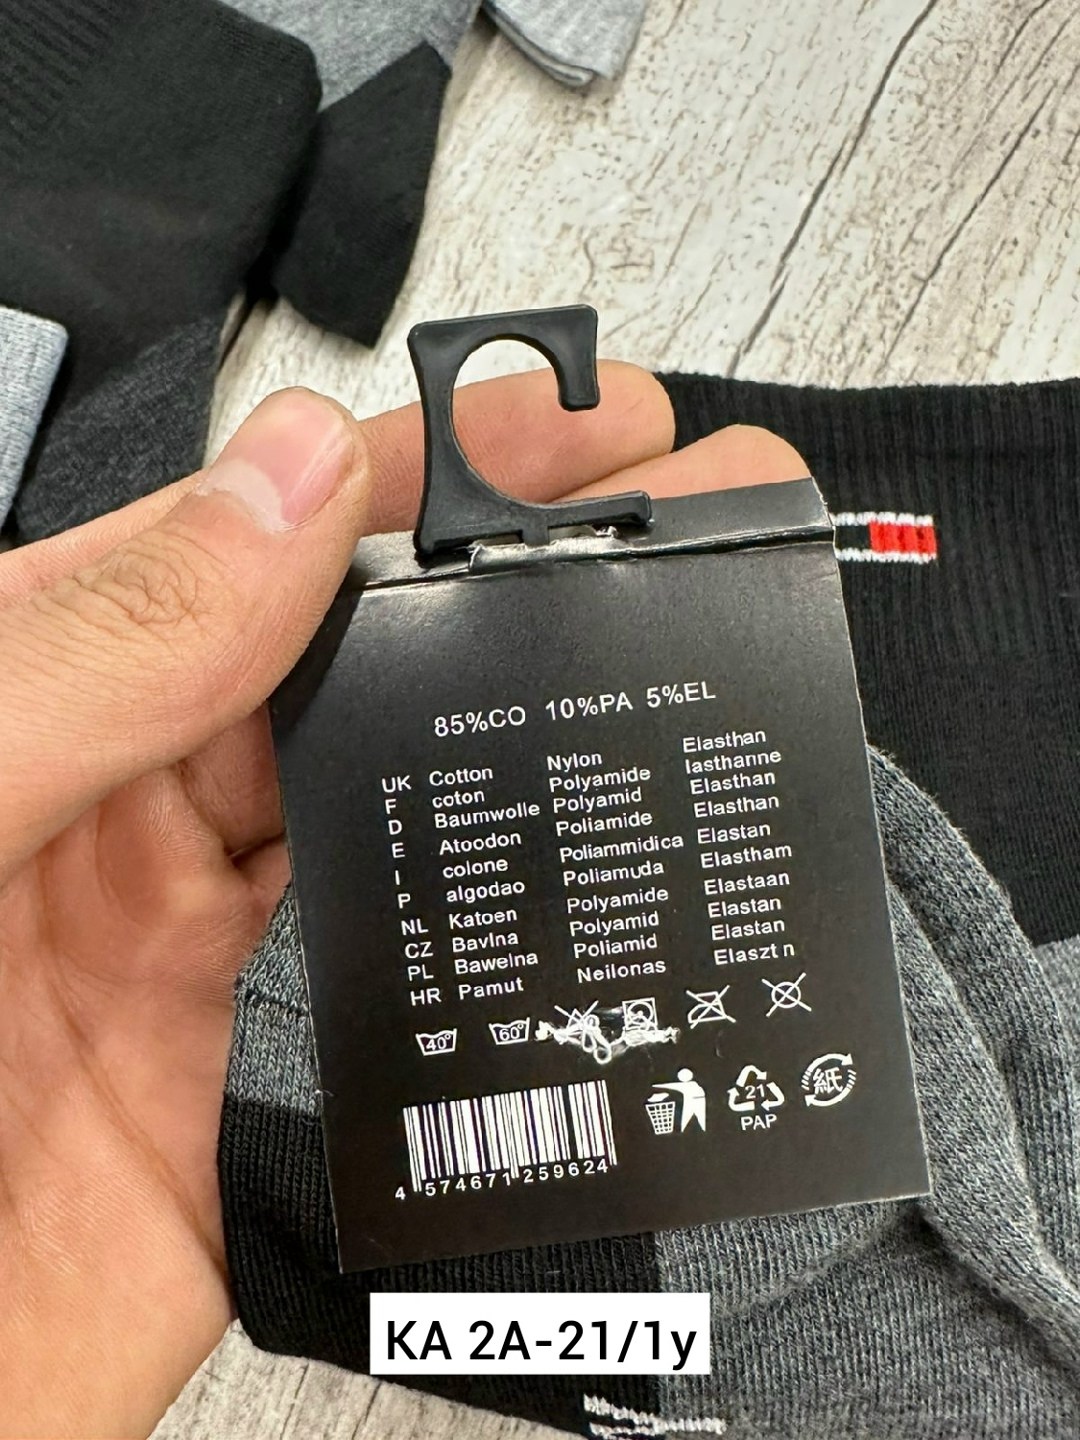 85%CO 10%PA 5%EL
UK Cotton Nylon Elasthan
F coton Polyamide lasthanne
D Baumwolle Polyamid Elasthan
E Atoodon Poliamide Elasthan
I colone Poliammidica Elastan
P algodao Poliamuda Elastham
NL Katoen Polyamide Elastaan
CZ Bavlna Polyamid Elastan
PL Bawelna Poliamid Elastan
HR Pamut Neilonas Elaszt n
40° 60°
21 紙
PAP
4 574671 259624
KA 2A-21/1y